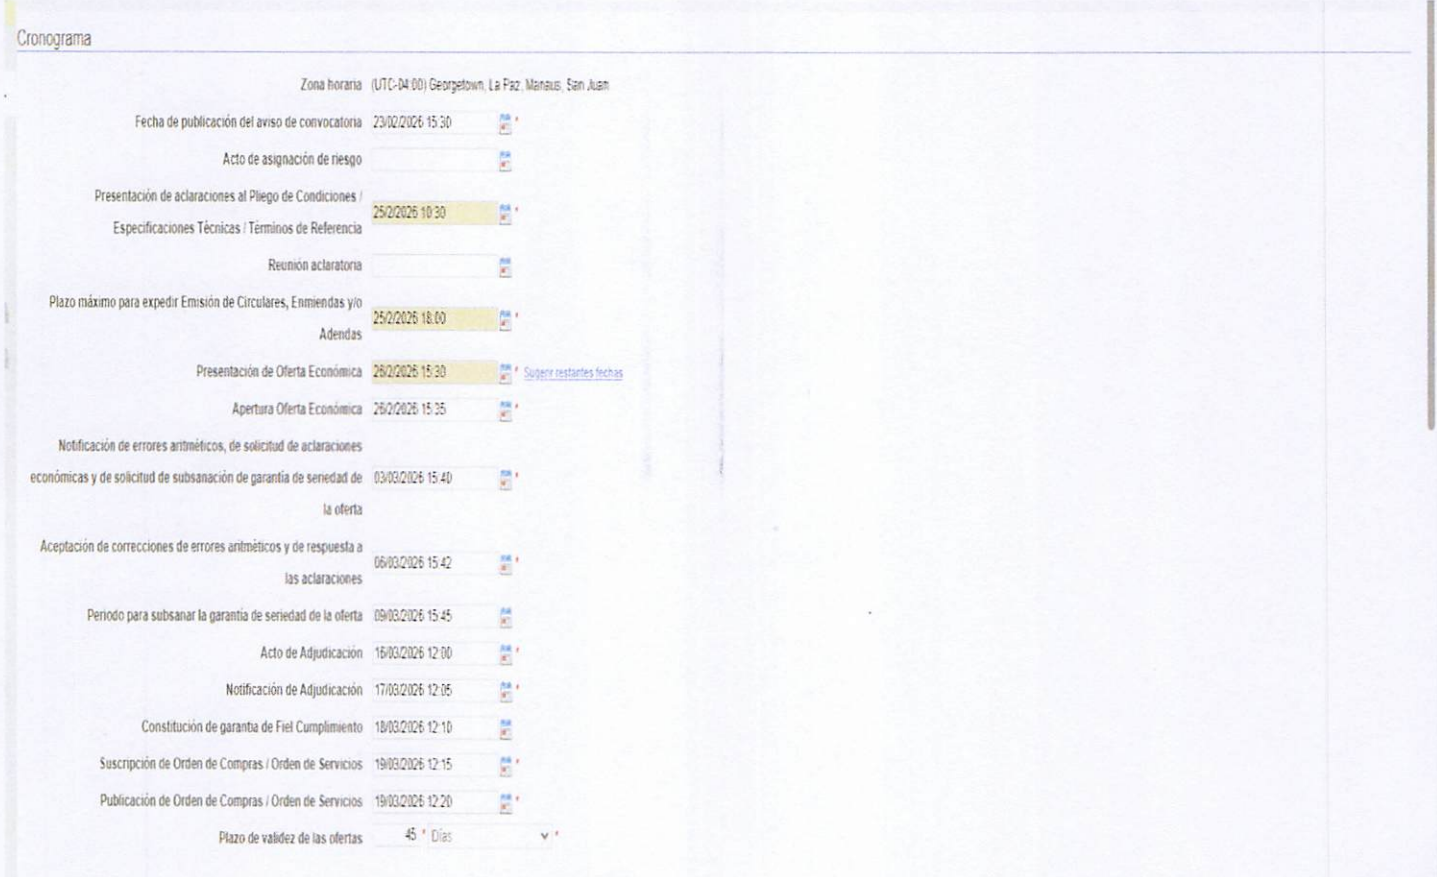 Cronograma
Zona horaria (UTC-04:00) Georgetown, La Paz, Manaus, San Juan
Fecha de publicación del aviso de convocatoria 23/02/2026 15:30 *
Acto de asignación de riesgo
Presentación de aclaraciones al Pliego de Condiciones /
Especificaciones Técnicas / Términos de Referencia 25/2/2026 10:30 *
Reunión aclaratoria
Plazo máximo para expedir Emisión de Circulares, Enmiendas y/o
Adendas 25/2/2026 18:00 *
Presentación de Oferta Económica 26/2/2026 15:30 * Sugerir restantes fechas
Apertura Oferta Económica 26/2/2026 15:35 *
Notificación de errores aritméticos, de solicitud de aclaraciones
económicas y de solicitud de subsanación de garantía de seriedad de 03/03/2026 15:40 *
la oferta
Aceptación de correcciones de errores aritméticos y de respuesta a
las aclaraciones 06/03/2026 15:42 *
Periodo para subsanar la garantía de seriedad de la oferta 09/03/2026 15:45
Acto de Adjudicación 16/03/2026 12:00 *
Notificación de Adjudicación 17/03/2026 12:05 *
Constitución de garantía de Fiel Cumplimiento 18/03/2026 12:10
Suscripción de Orden de Compras / Orden de Servicios 19/03/2026 12:15 *
Publicación de Orden de Compras / Orden de Servicios 19/03/2026 12:20 *
Plazo de validez de las ofertas 45 * Días *